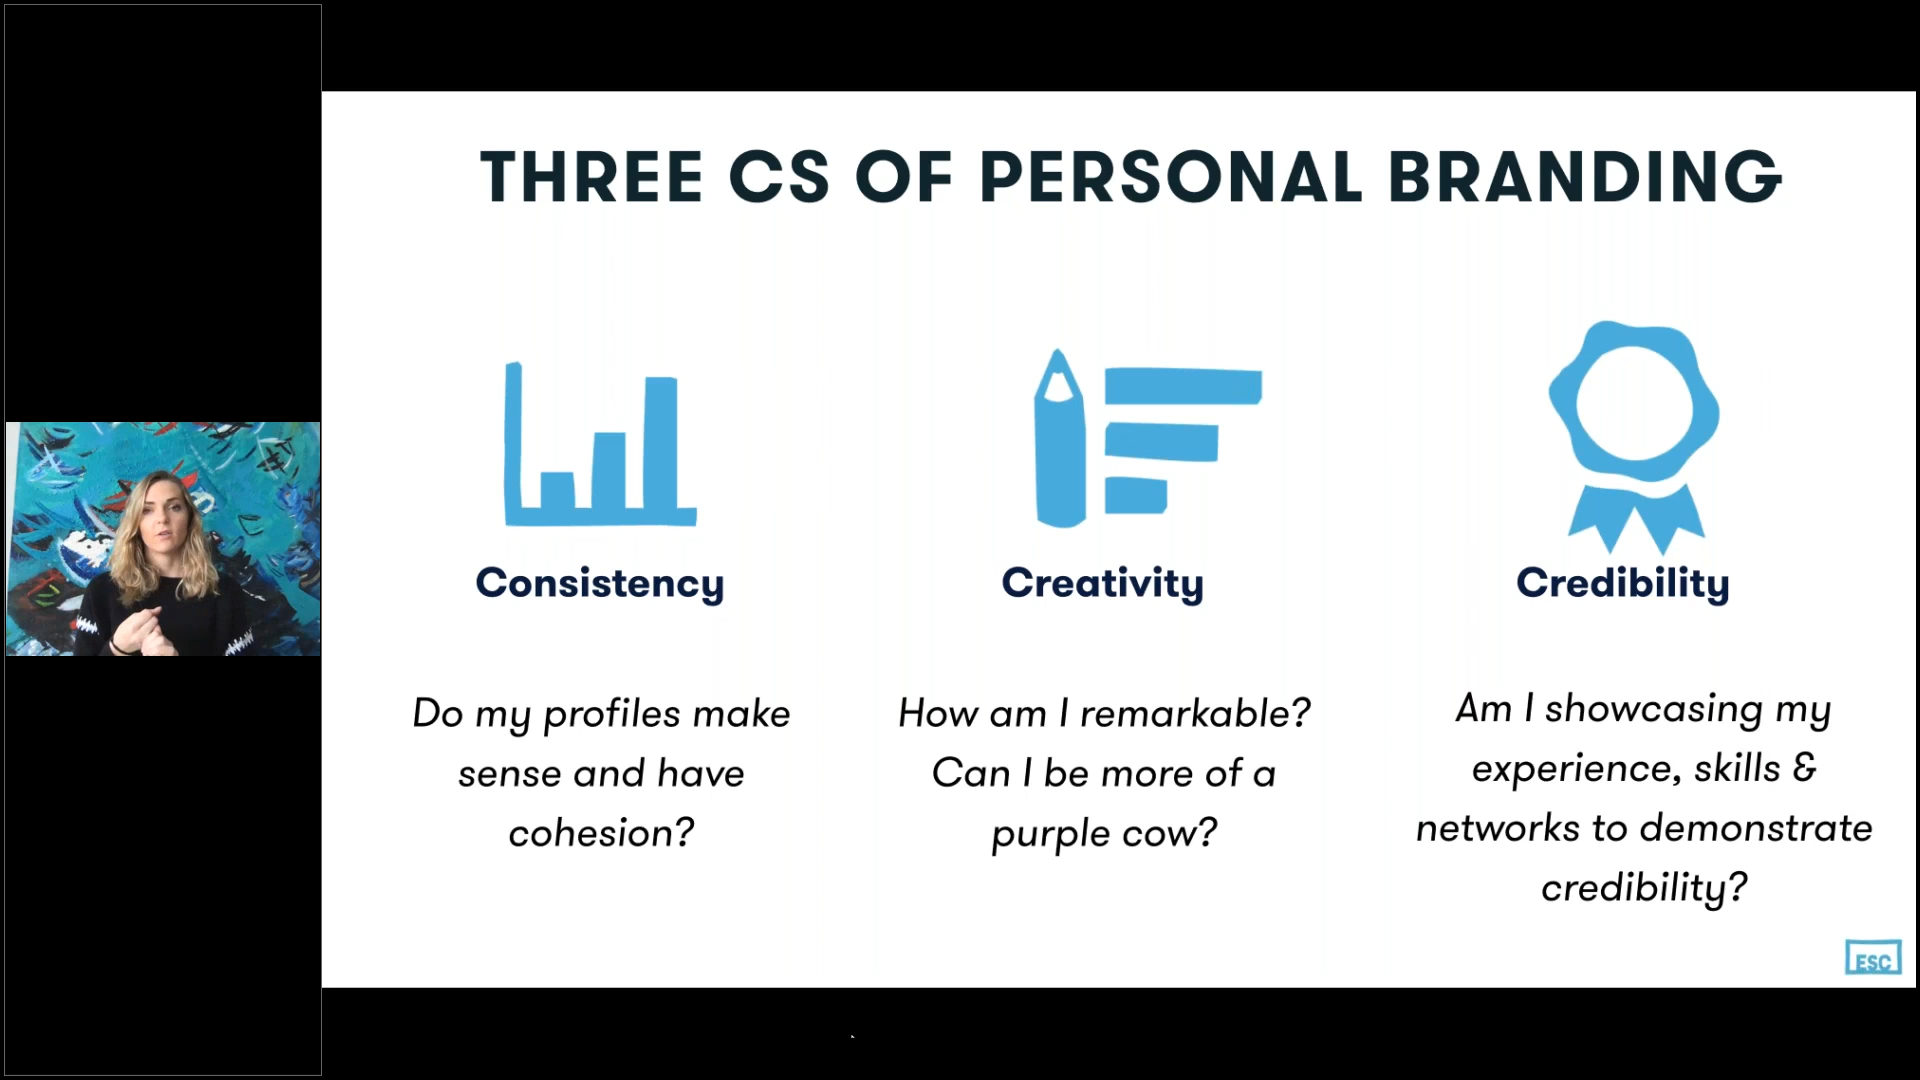 THREE CS OF PERSONAL BRANDING
Consistency
Do my profiles make
sense and have
cohesion?
Creativity
How am I remarkable?
Can I be more of a
purple cow?
Credibility
Am I showcasing my
experience, skills &
networks to demonstrate
credibility?
ESC